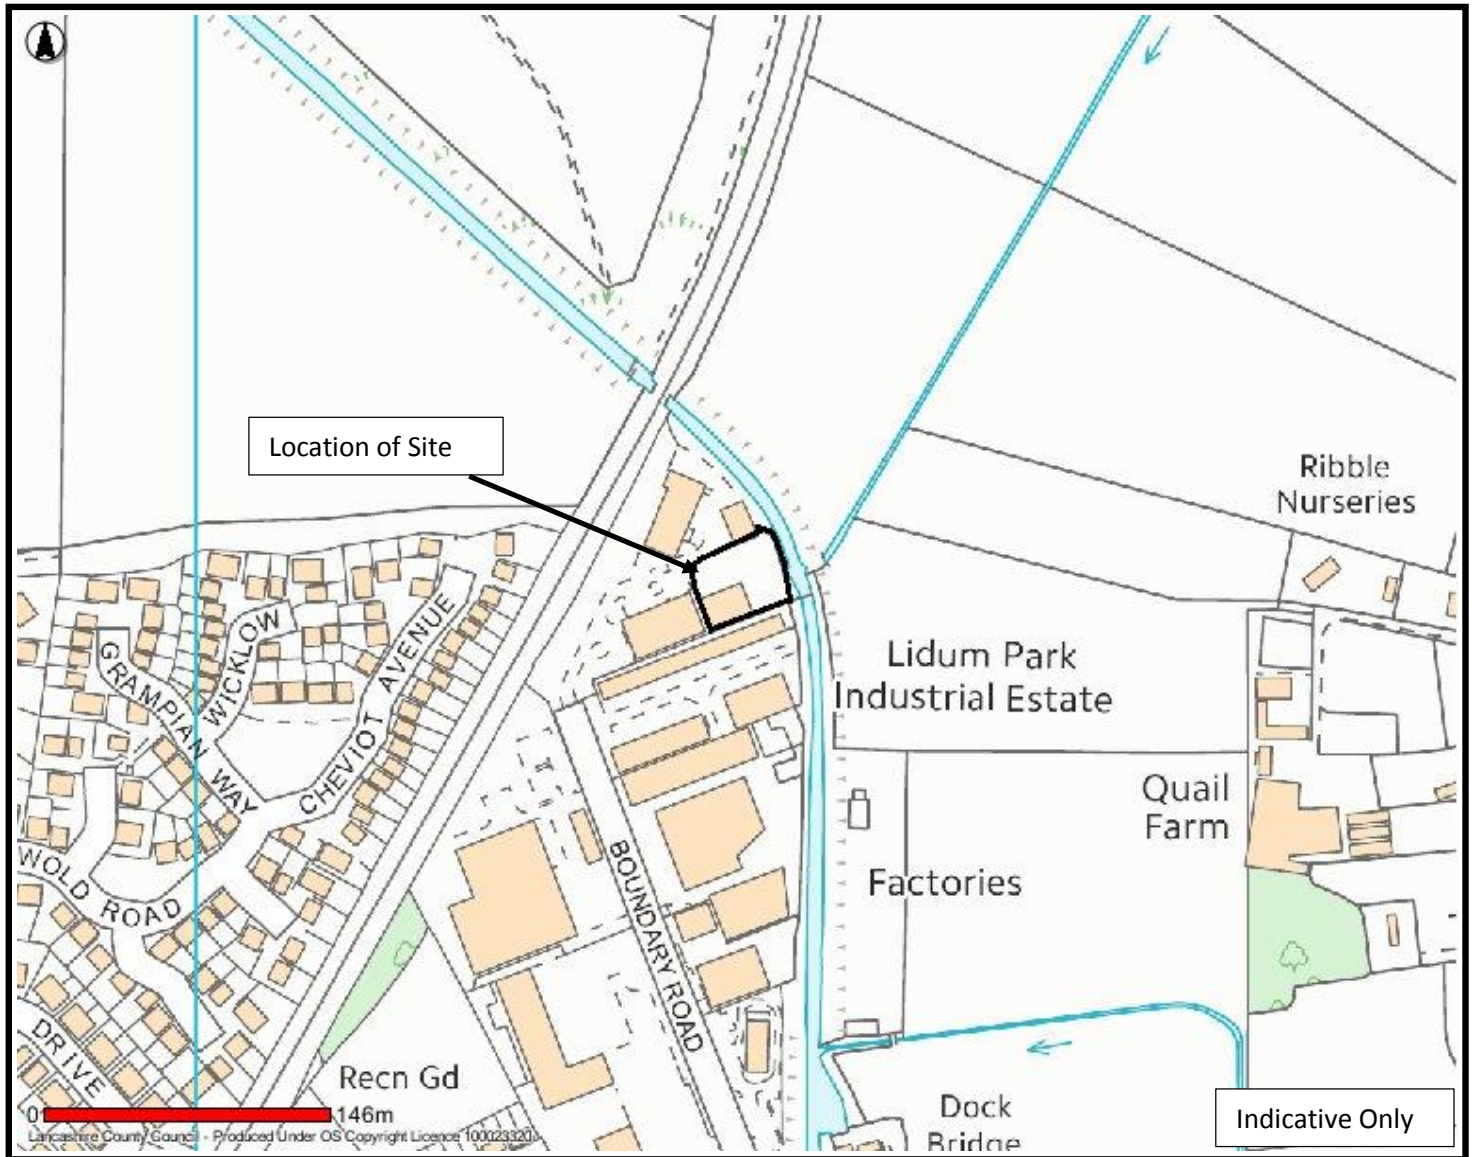 Location of Site
Ribble
Nurseries
Lidum Park
Industrial Estate
WICKLOW
GRAMPIAN WAY
CHEVIOT AVENUE
Quail
Farm
WOLD ROAD
BOUNDARY ROAD
Factories
DRIVE
Recn Gd
Dock
Bridge
Indicative Only
0 146m
Lancashire County Council - Produced Under OS Copyright Licence 100023320